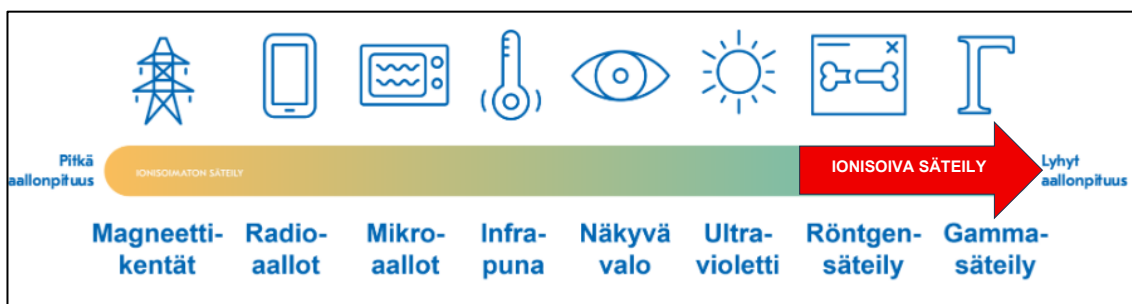 Pitkä
aallonpituus
IONISOIMATON SÄTEILY
IONISOIVA SÄTEILY
Lyhyt
aallonpituus
Magneetti-
kentät
Radio-
aallot
Mikro-
aallot
Infra-
puna
Näkyvä
valo
Ultra-
violetti
Röntgen-
säteily
Gamma-
säteily